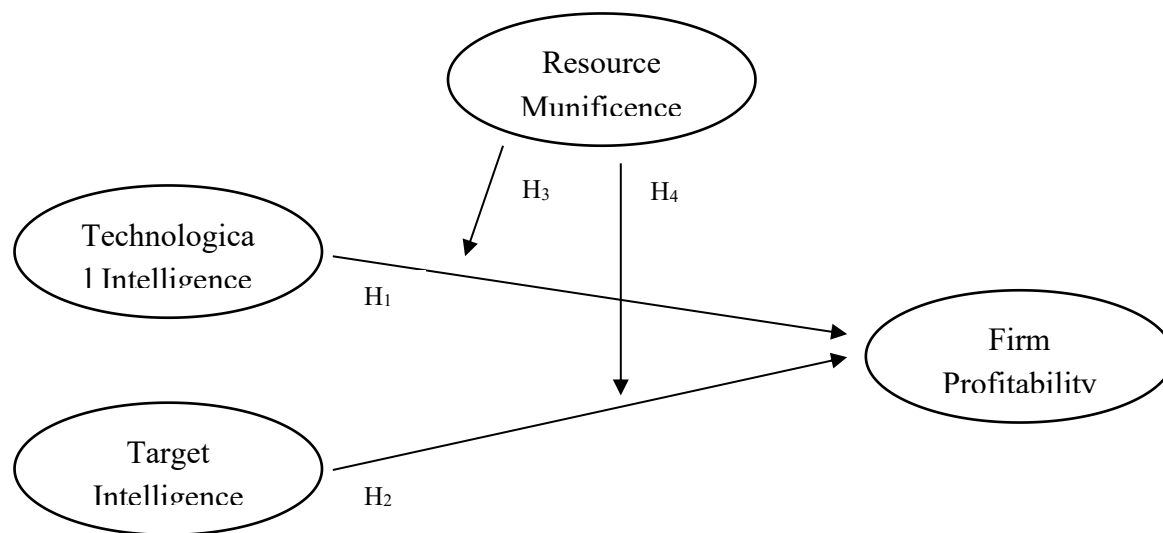 Resource
Munificence
H3
H4
Technologica
l Intelligence
H1
Firm
Profitability
Target
Intelligence
H2